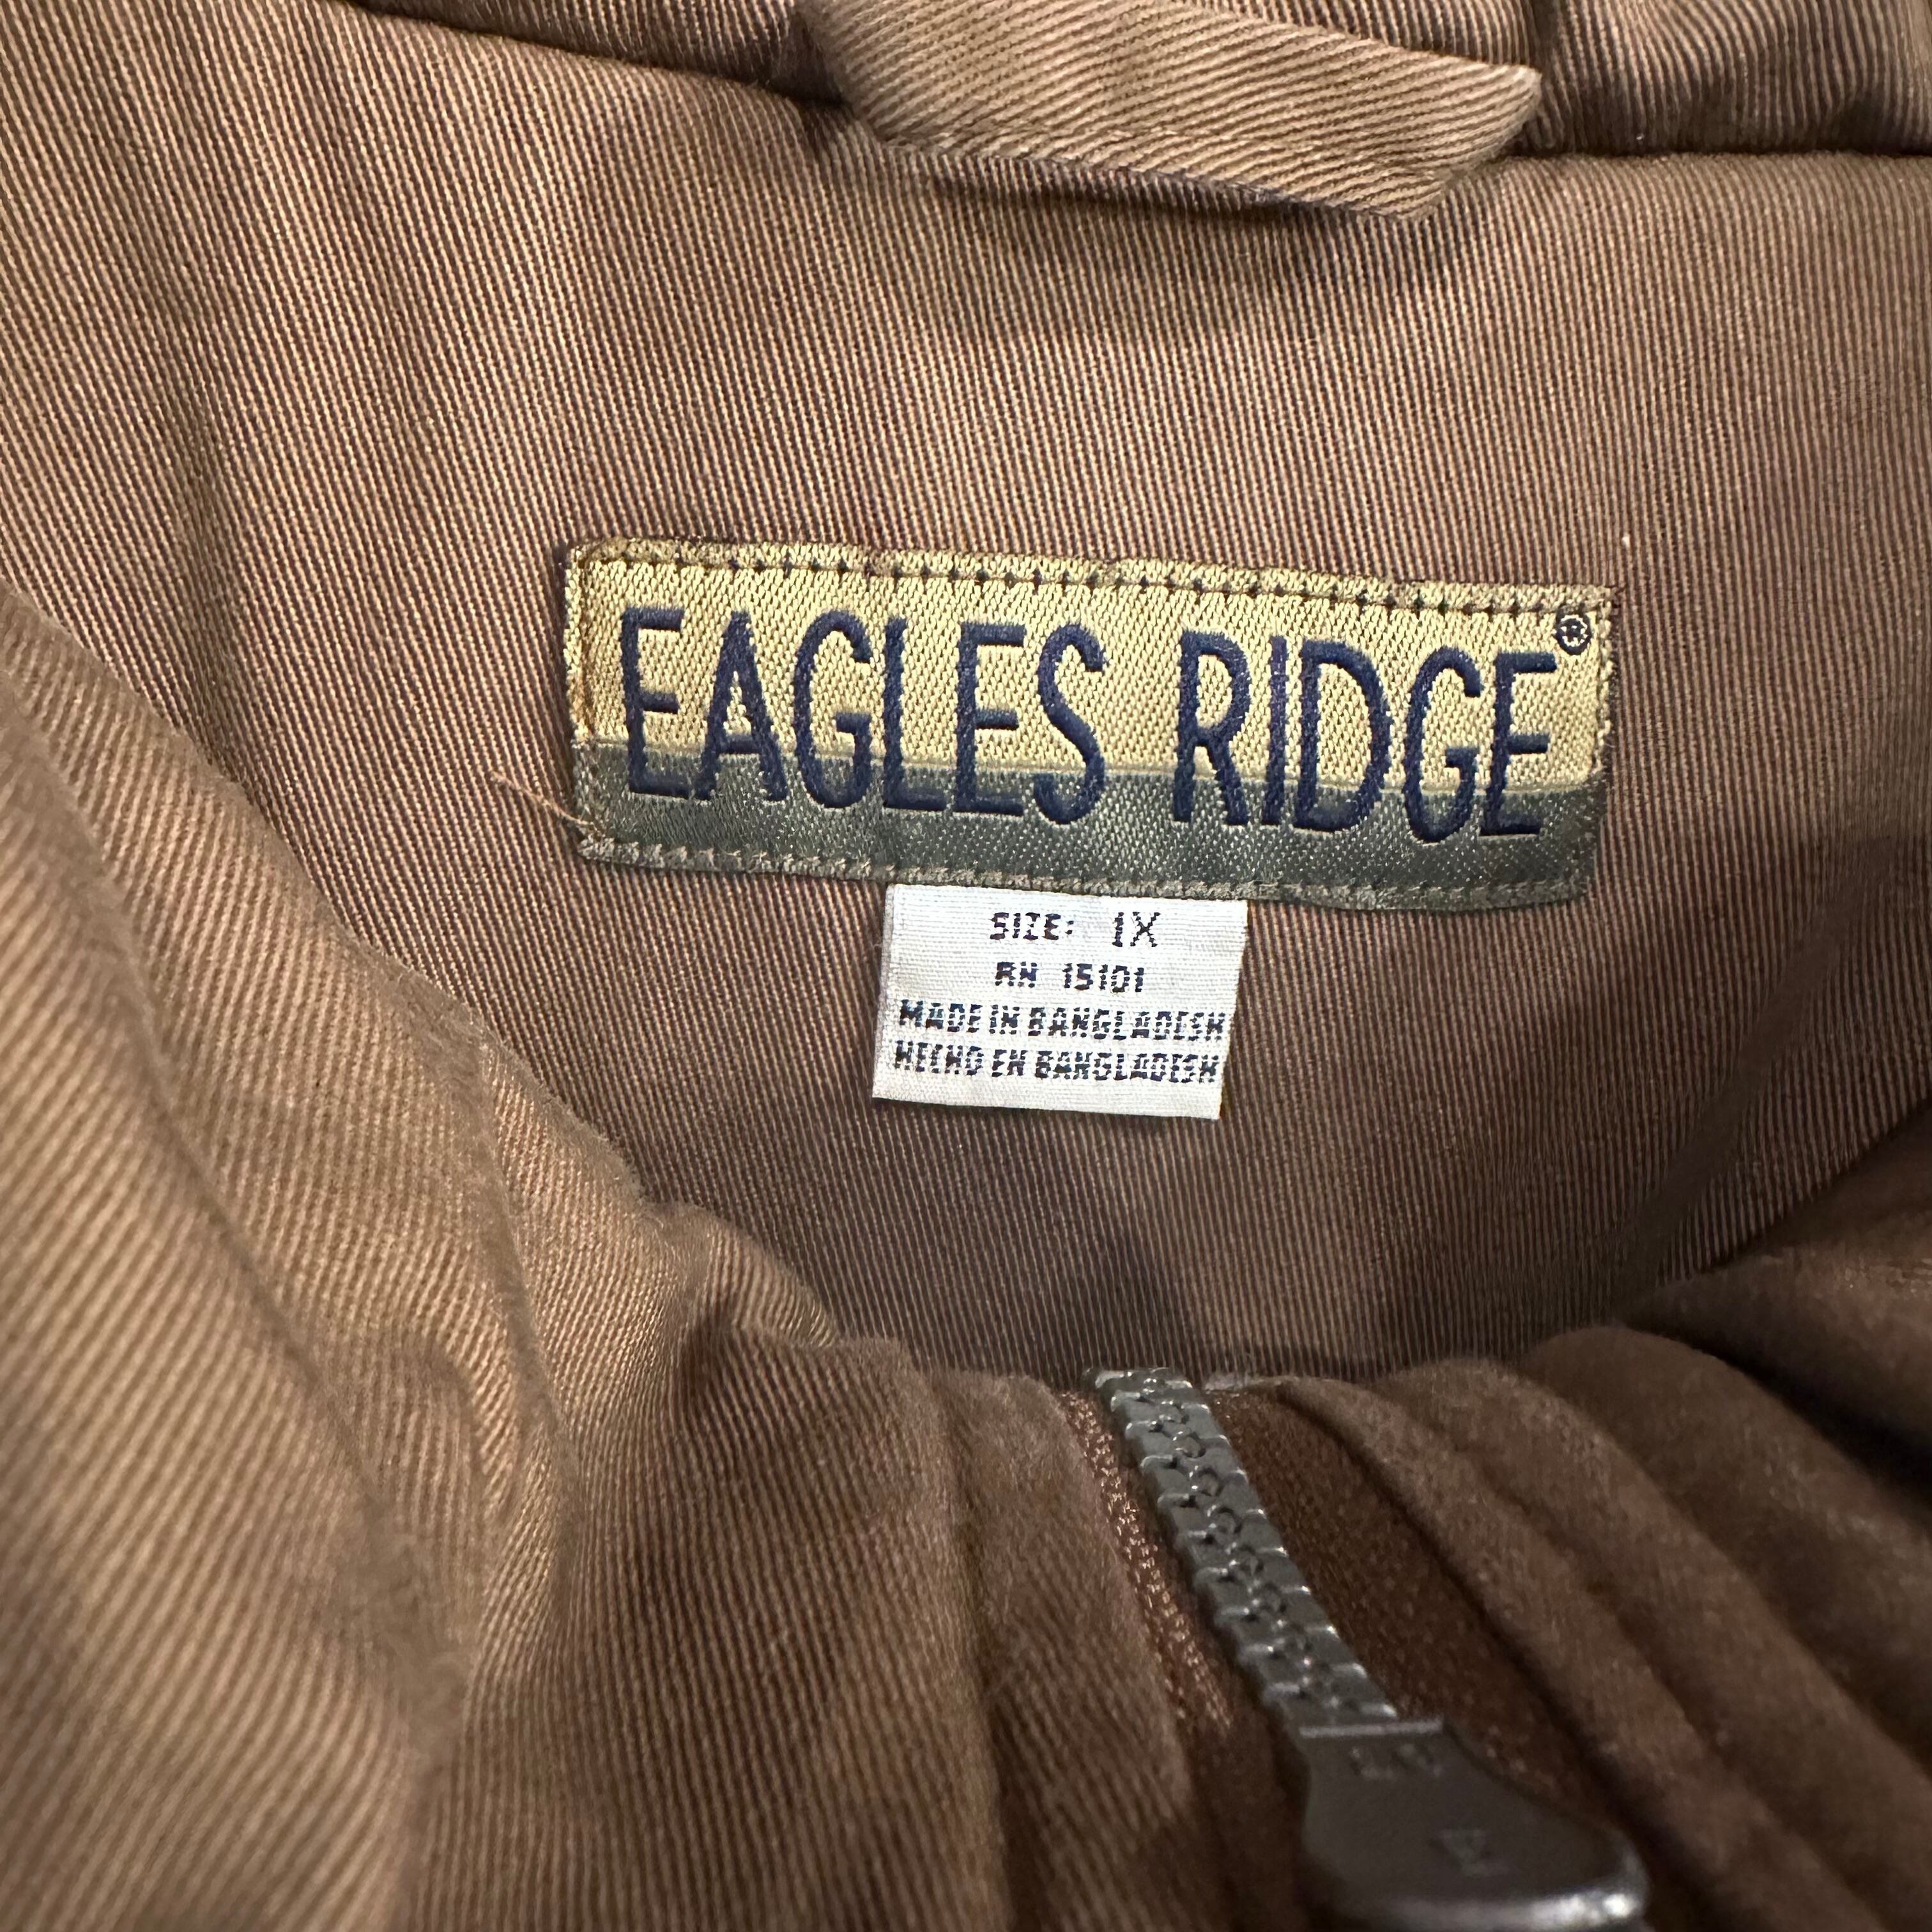 EAGLES RIDGE®
SIZE: 1X
RN 15101
MADE IN BANGLADESH
HECHO EN BANGLADESH